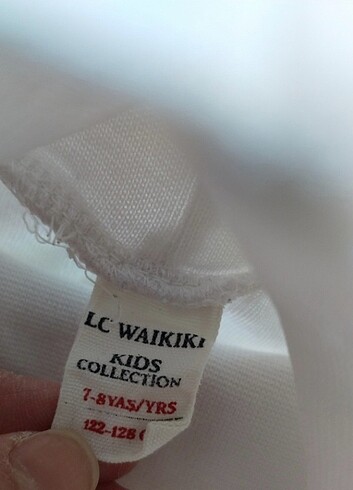 LC WAIKIKI
KIDS
COLLECTION
7-8YAS/YRS
122-128